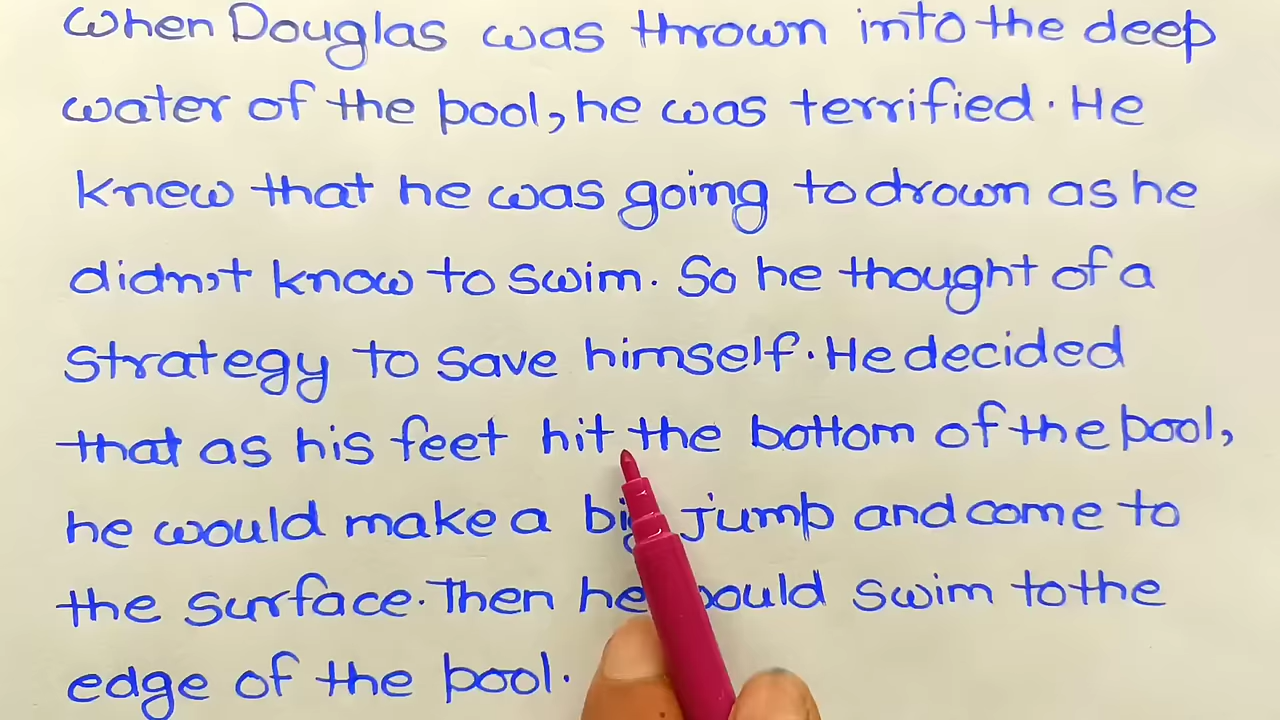 When Douglas was thrown into the deep
water of the pool, he was terrified. He
knew that he was going to drown as he
didn't know to swim. So he thought of a
strategy to save himself. He decided
that as his feet hit the bottom of the pool,
he would make a big jump and come to
the surface. Then he would swim to the
edge of the pool.